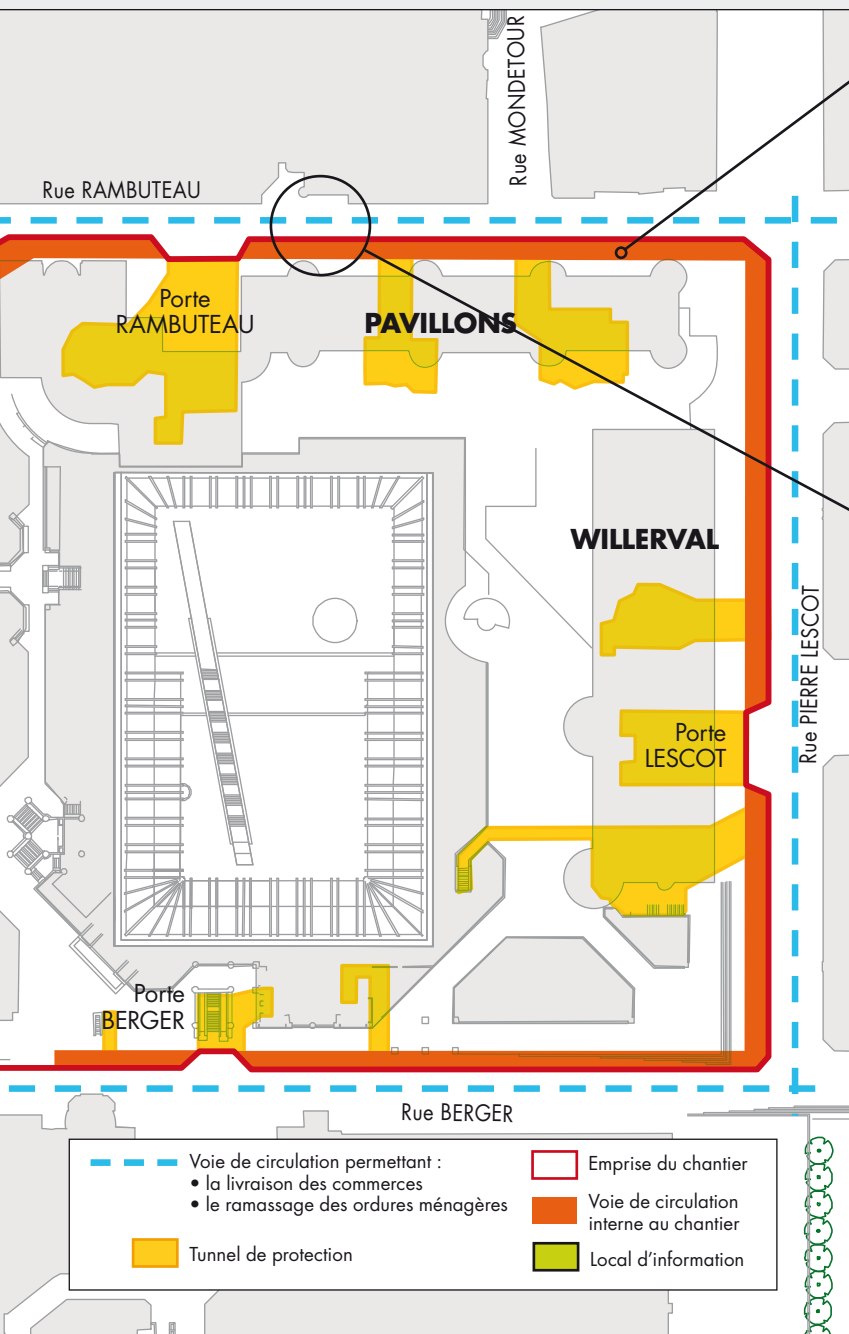 Rue MONDETOUR
Rue RAMBUTEAU
Porte
RAMBUTEAU
PAVILLONS
WILLERVAL
Rue PIERRE LESCOT
Porte
LESCOT
Porte
BERGER
Rue BERGER
Voie de circulation permettant :
• la livraison des commerces
• le ramassage des ordures ménagères
Tunnel de protection
Emprise du chantier
Voie de circulation
interne au chantier
Local d'information